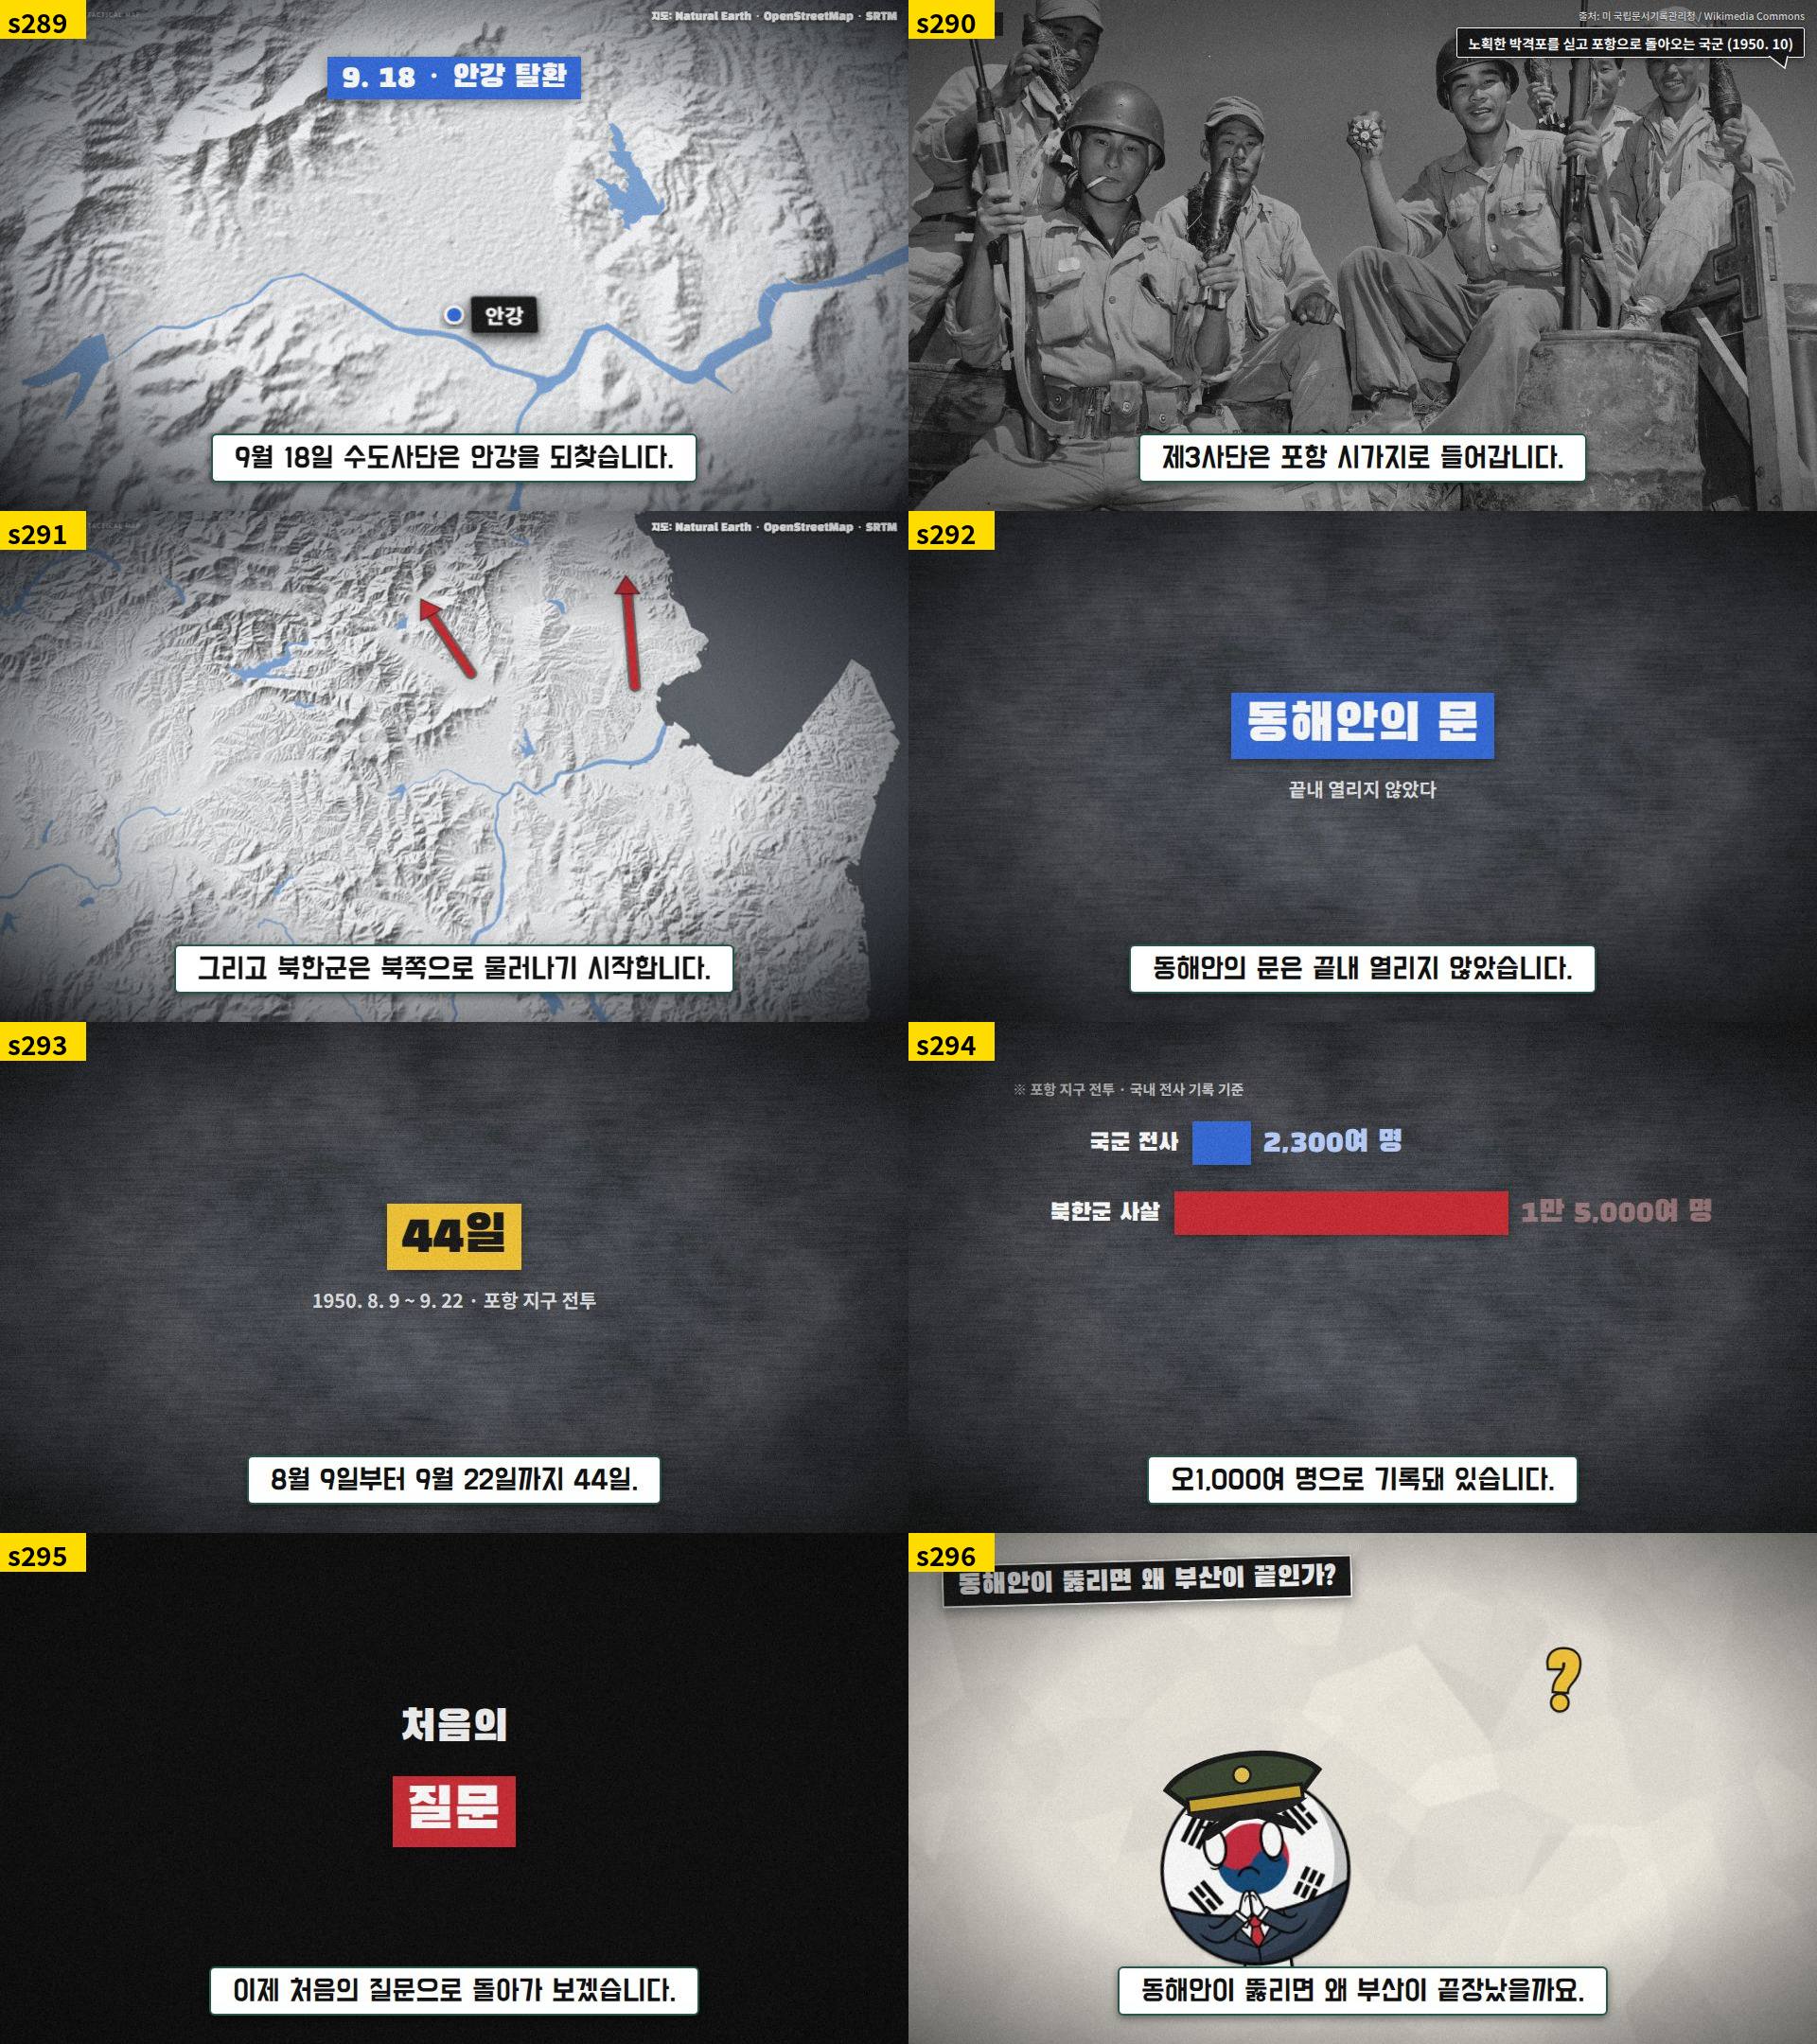 s289
TACTICAL MAP
지도: Natural Earth · OpenStreetMap · SRTM
9. 18 · 안강 탈환
안강
9월 18일 수도사단은 안강을 되찾습니다.
s290
출처: 미 국립문서기록관리청 / Wikimedia Commons
노획한 박격포를 싣고 포항으로 돌아오는 국군 (1950. 10)
제3사단은 포항 시가지로 들어갑니다.
s291
TACTICAL MAP
지도: Natural Earth · OpenStreetMap · SRTM
그리고 북한군은 북쪽으로 물러나기 시작합니다.
s292
동해안의 문
끝내 열리지 않았다
동해안의 문은 끝내 열리지 않았습니다.
s293
44일
1950. 8. 9 ~ 9. 22 · 포항 지구 전투
8월 9일부터 9월 22일까지 44일.
s294
※ 포항 지구 전투 · 국내 전사 기록 기준
국군 전사 2,300여 명
북한군 사살 1만 5,000여 명
오1,000여 명으로 기록돼 있습니다.
s295
처음의
질문
이제 처음의 질문으로 돌아가 보겠습니다.
s296
동해안이 뚫리면 왜 부산이 끝인가?
?
동해안이 뚫리면 왜 부산이 끝장났을까요.